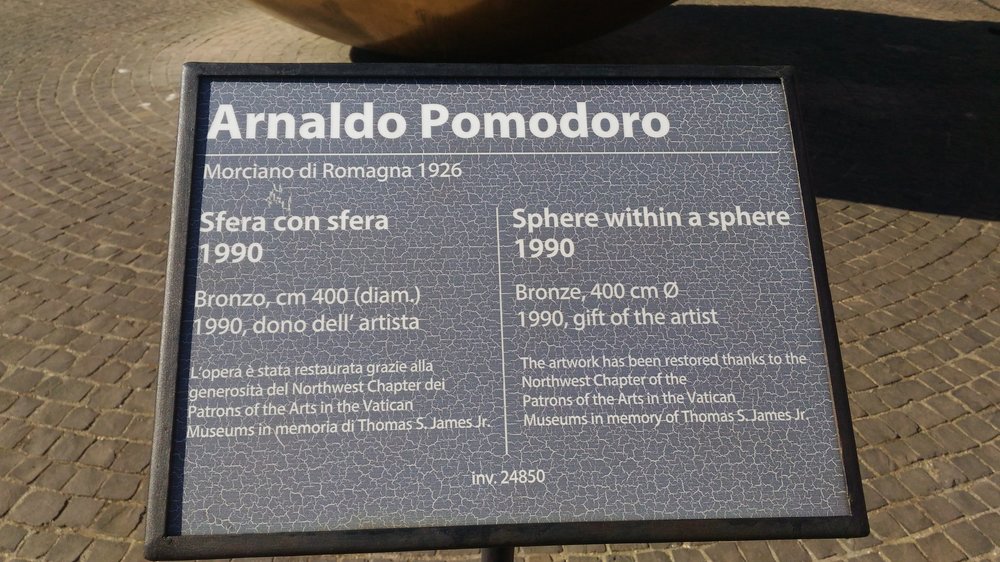 Arnaldo Pomodoro
Morciano di Romagna 1926
Sfera con sfera
1990
Bronzo, cm 400 (diam.)
1990, dono dell' artista
L'opera è stata restaurata grazie alla
generosità del Northwest Chapter dei
Patrons of the Arts in the Vatican
Museums in memoria di Thomas S. James Jr.
Sphere within a sphere
1990
Bronze, 400 cm Ø
1990, gift of the artist
The artwork has been restored thanks to the
Northwest Chapter of the
Patrons of the Arts in the Vatican
Museums in memory of Thomas S. James Jr.
inv. 24850